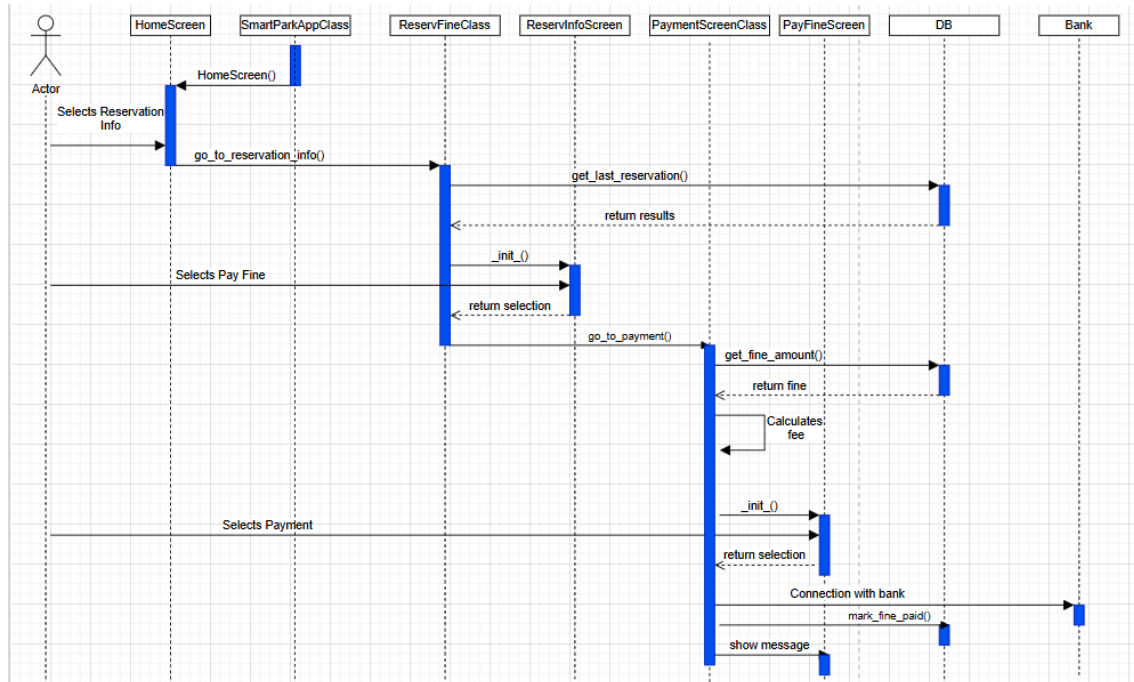 HomeScreen
SmartParkAppClass
ReservFineClass
ReservInfoScreen
PaymentScreenClass
PayFineScreen
DB
Bank
Actor
HomeScreen()
Selects Reservation
Info
go_to_reservation_info()
get_last_reservation()
return results
_init_()
Selects Pay Fine
return selection
go_to_payment()
get_fine_amount()
return fine
Calculates
fee
_init_()
Selects Payment
return selection
Connection with bank
mark_fine_paid()
show message